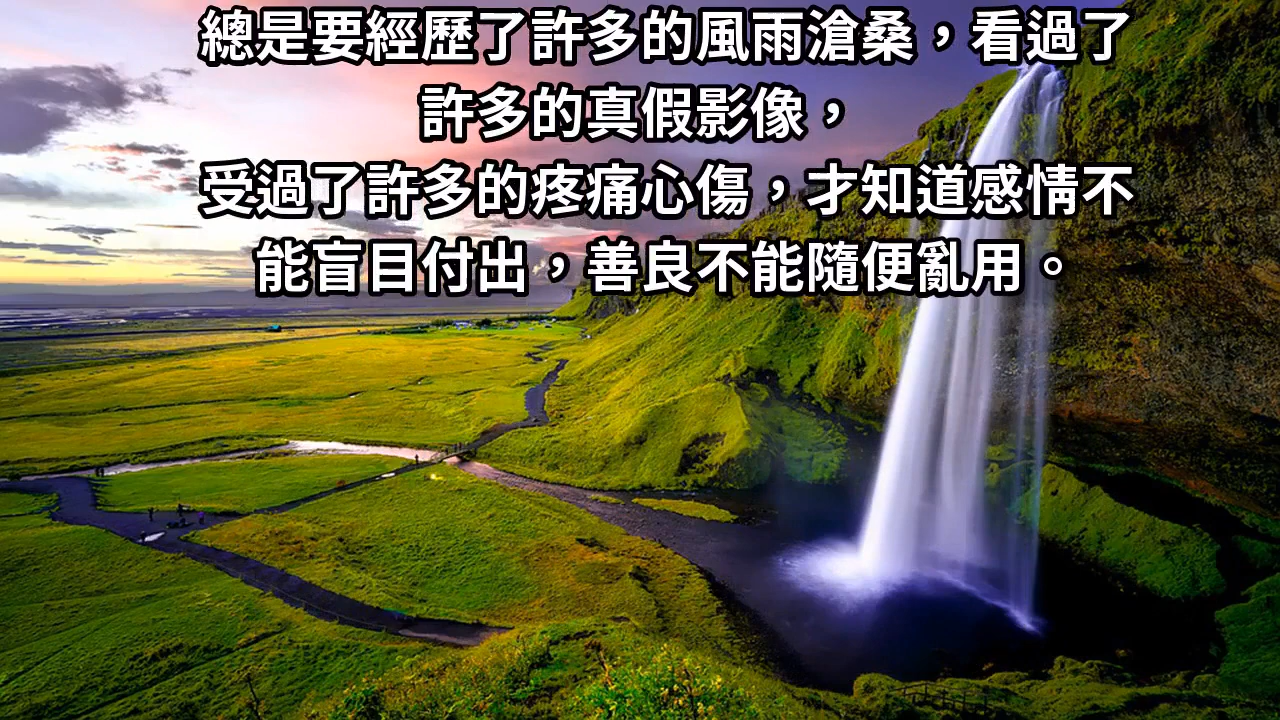 總是要經歷了許多的風雨滄桑，看過了
許多的真假影像，
受過了許多的疼痛心傷，才知道感情不
能盲目付出，善良不能隨便亂用。